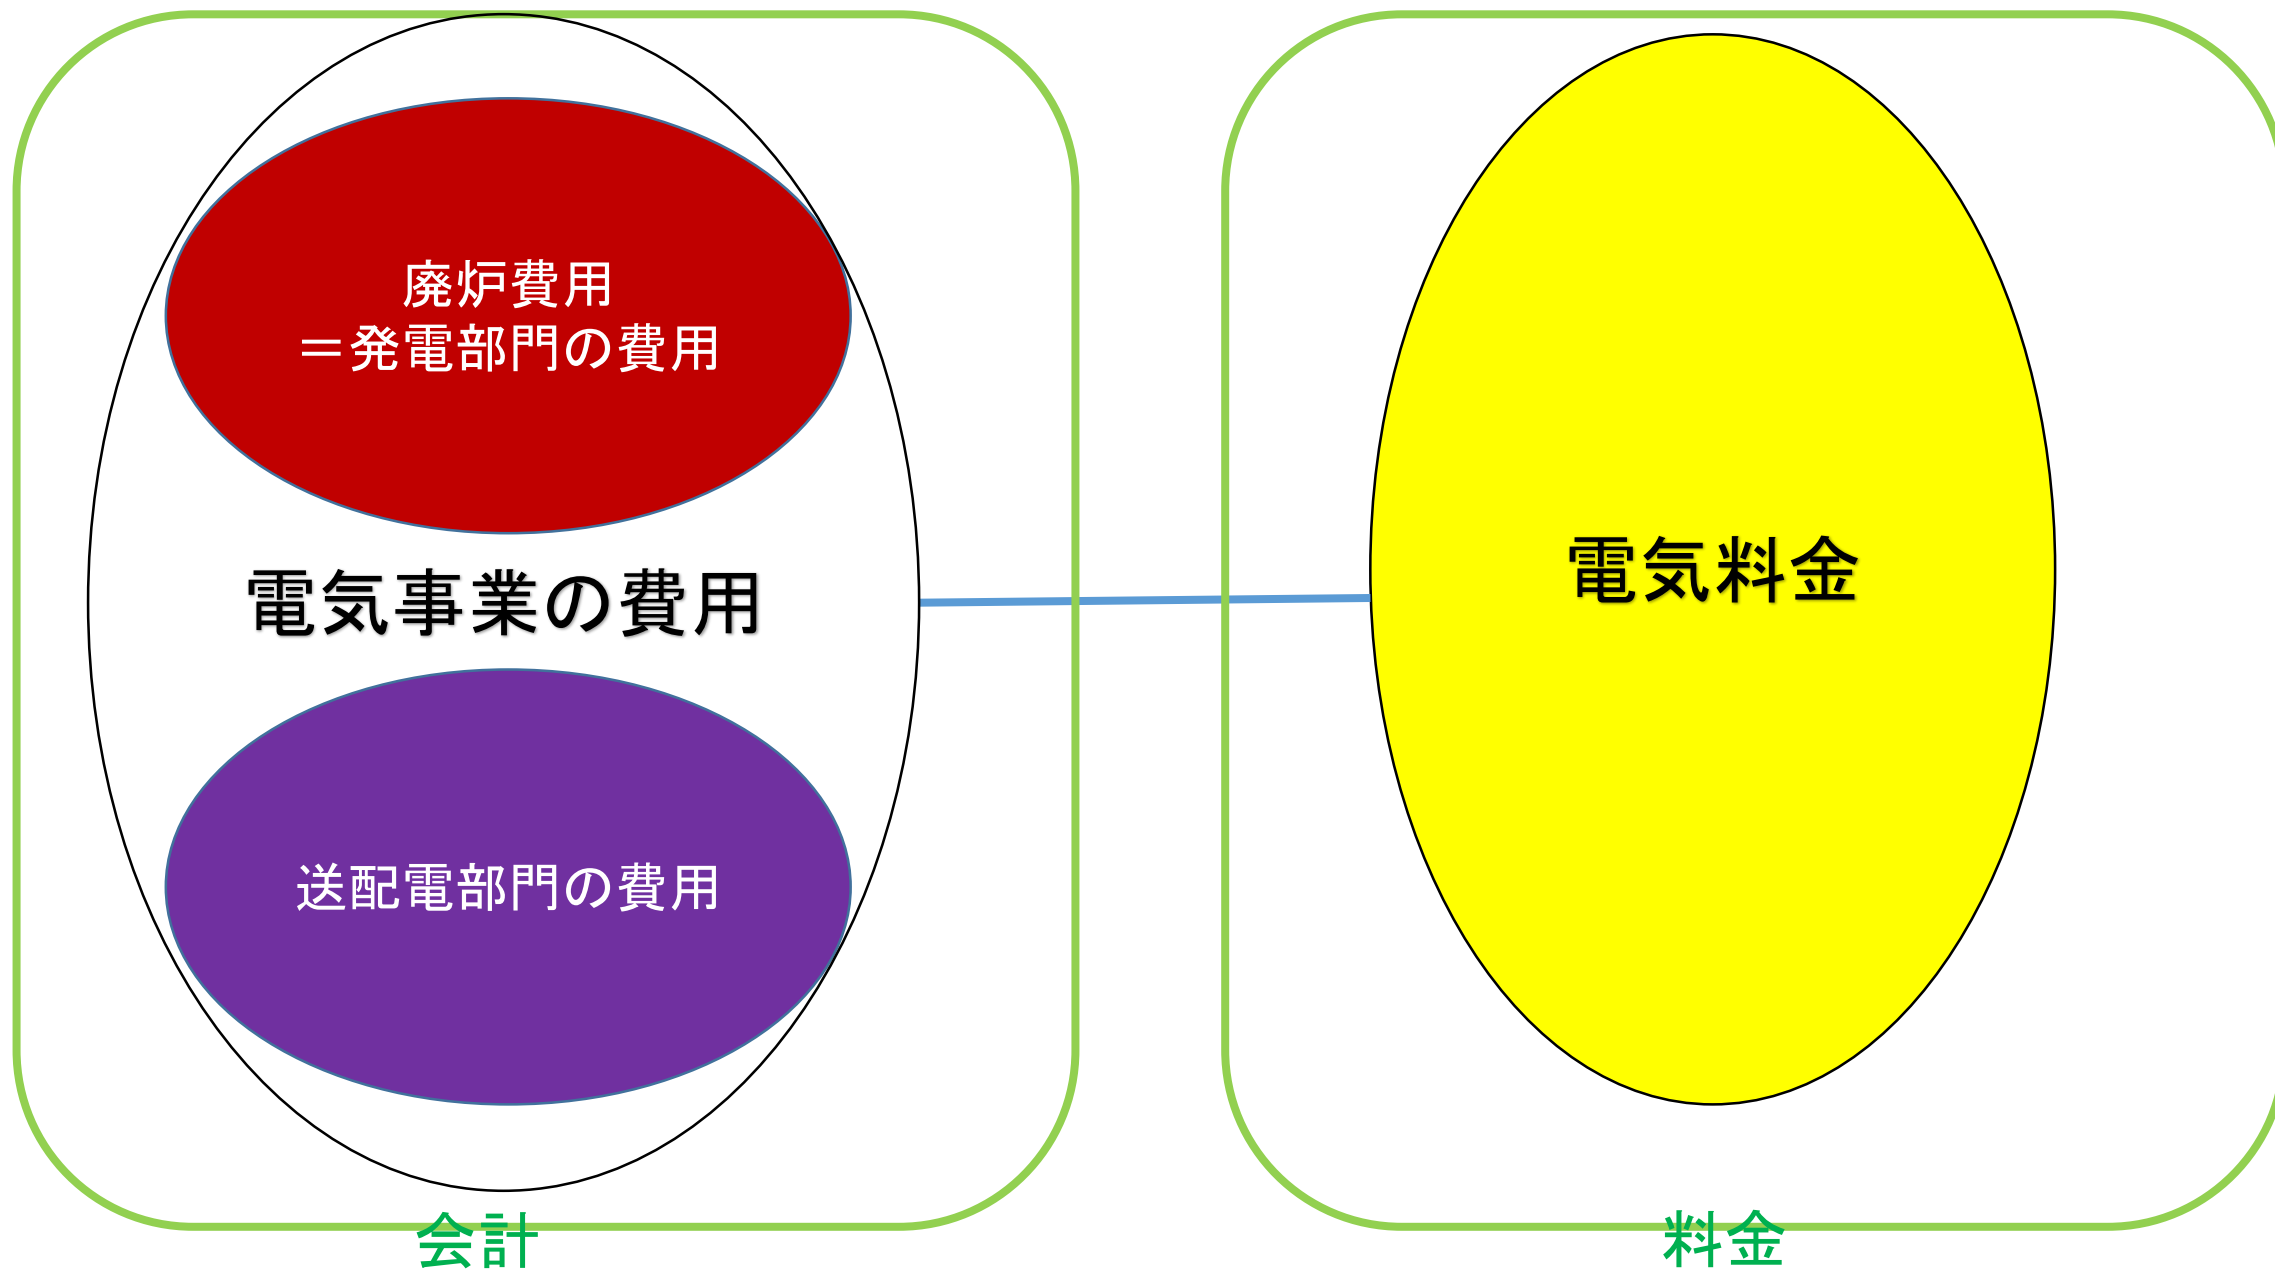 廃炉費用
＝発電部門の費用
電気事業の費用
送配電部門の費用
会計
電気料金
料金